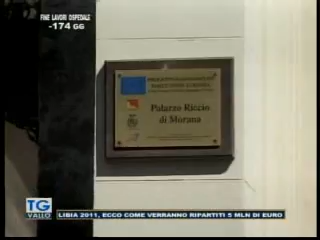 FINE LAVORI OSPEDALE
-174 GG
Palazzo Riccio
di Morana
TG
VALLO
LIBIA 2011, ECCO COME VERRANNO RIPARTITI 5 MLN DI EURO